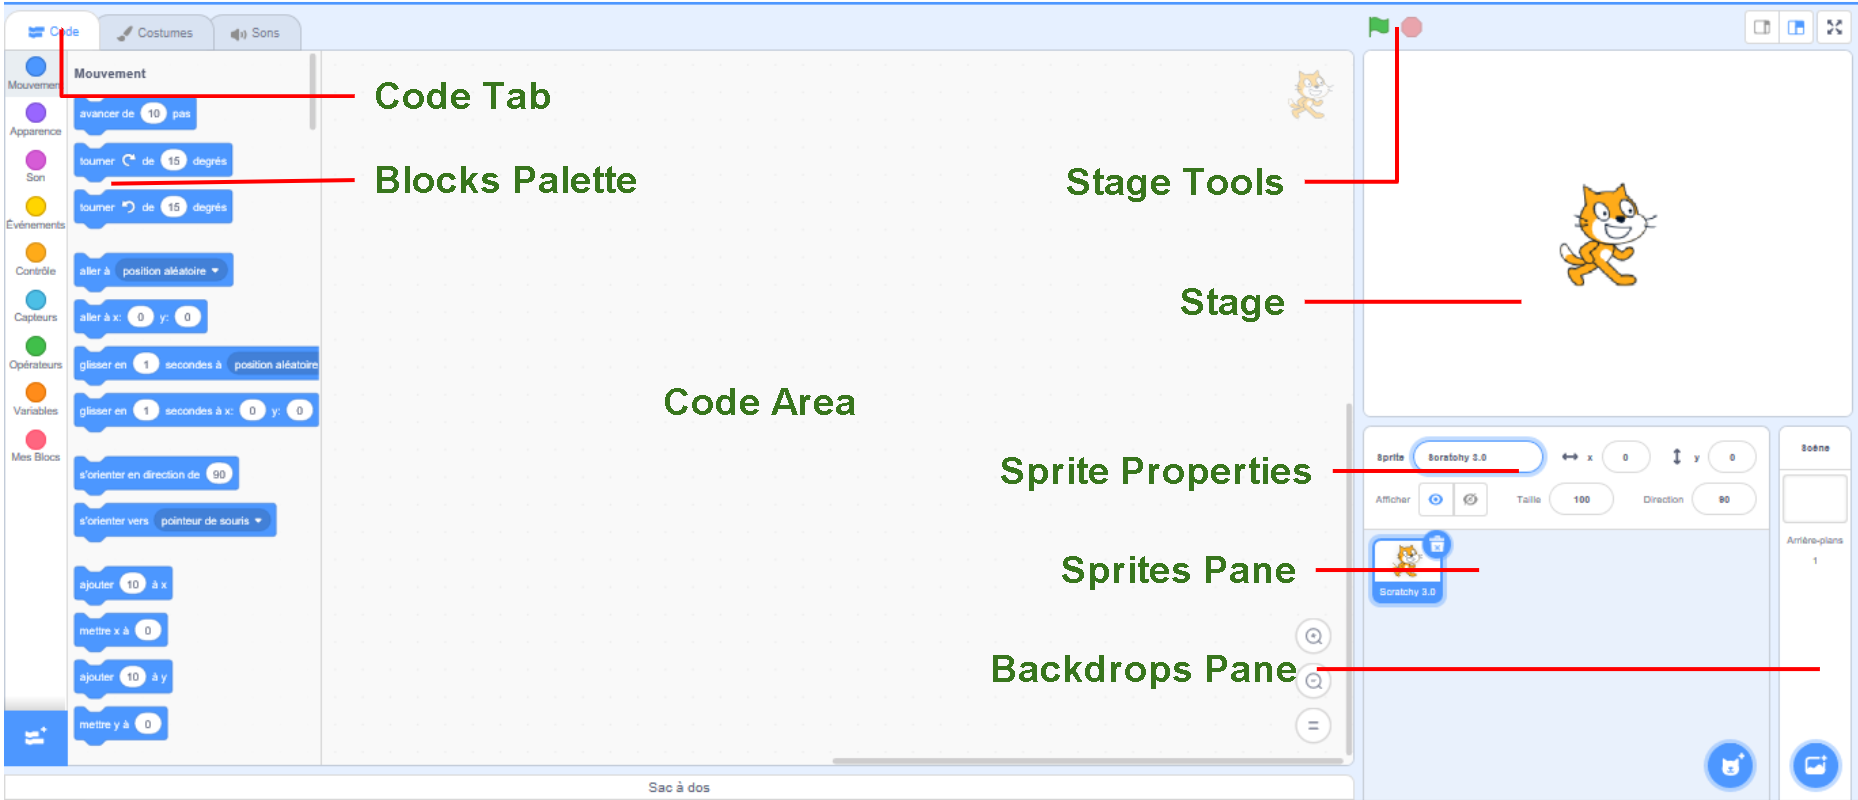 Code
Costumes
Sons
Mouvement
Apparence
Son
Événements
Contrôle
Capteurs
Opérateurs
Variables
Mes Blocs
Mouvement
avancer de 10 pas
tourner de 15 degrés
tourner de 15 degrés
aller à position aléatoire
aller à x: 0 y: 0
glisser en 1 secondes à position aléatoire
glisser en 1 secondes à x: 0 y: 0
s'orienter en direction de 90
s'orienter vers pointeur de souris
ajouter 10 à x
mettre x à 0
ajouter 10 à y
mettre y à 0
Code Tab
Blocks Palette
Code Area
Stage Tools
Stage
Sprite Properties
Sprites Pane
Backdrops Pane
Sprite Scratchy 3.0 x 0 y 0
Afficher Taille 100 Direction 90
Scratchy 3.0
Scène
Arrière-plans
1
Sac à dos